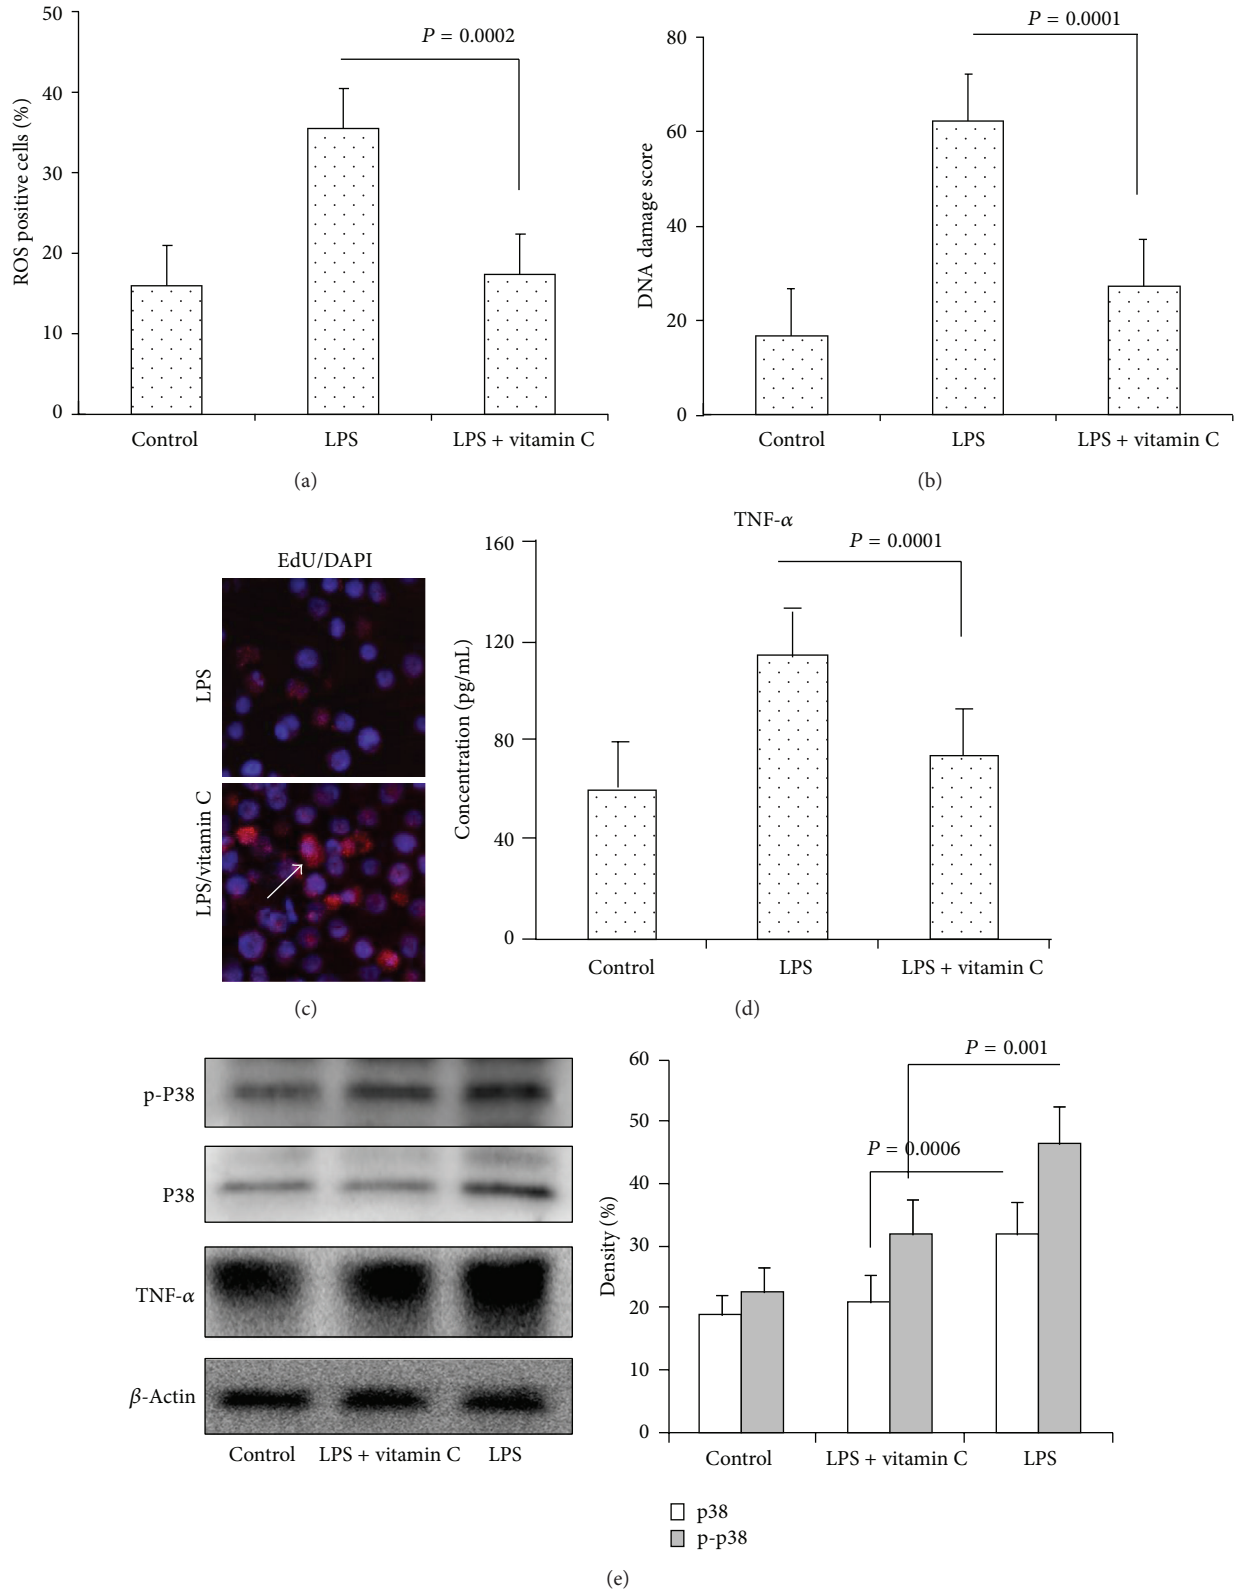 50
40
30
20
10
0
ROS positive cells (%)
P = 0.0002
Control
LPS
LPS + vitamin C
(a)
80
60
40
20
0
DNA damage score
P = 0.0001
Control
LPS
LPS + vitamin C
(b)
EdU/DAPI
LPS
LPS/vitamin C
(c)
TNF-α
160
120
80
40
0
Concentration (pg/mL)
P = 0.0001
Control
LPS
LPS + vitamin C
(d)
p-P38
P38
TNF-α
β-Actin
Control
LPS + vitamin C
LPS
60
50
40
30
20
10
0
Density (%)
P = 0.001
P = 0.0006
Control
LPS + vitamin C
LPS
p38
p-p38
(e)